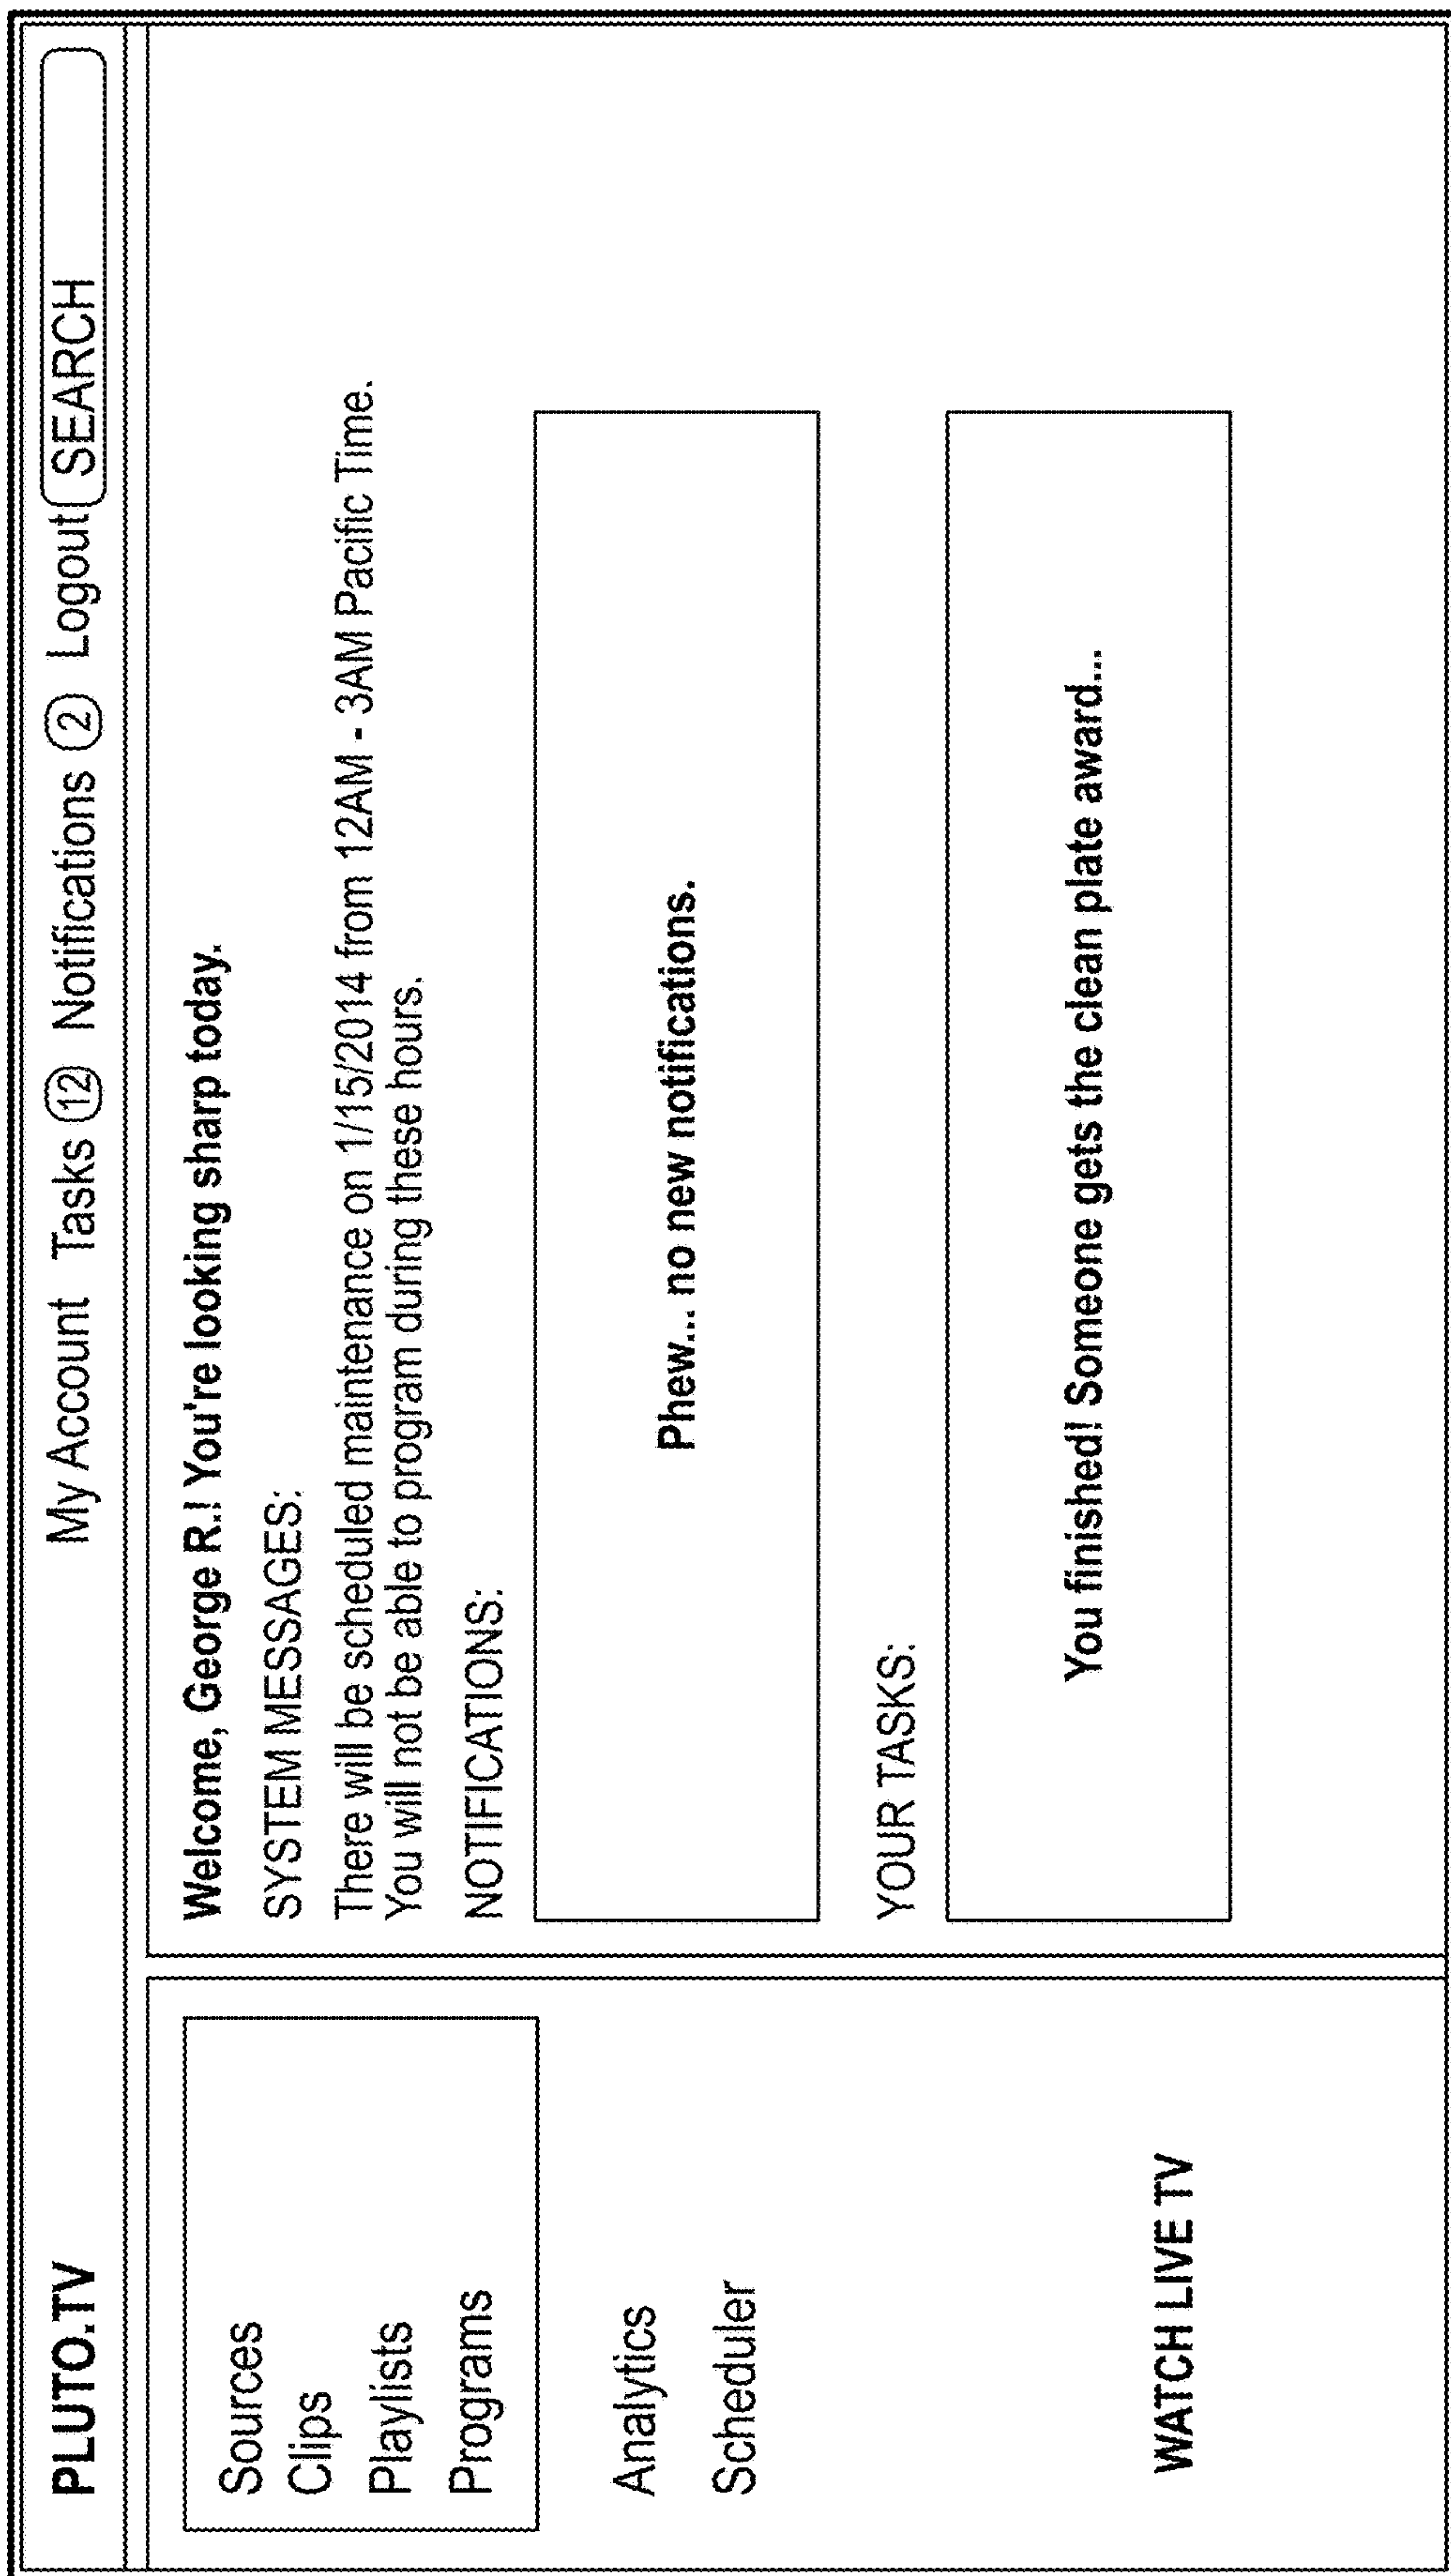 PLUTO.TV
My Account Tasks 12 Notifications 2 Logout SEARCH
Sources
Clips
Playlists
Programs
Analytics
Scheduler
WATCH LIVE TV
Welcome, George R.! You're looking sharp today.
SYSTEM MESSAGES:
There will be scheduled maintenance on 1/15/2014 from 12AM - 3AM Pacific Time.
You will not be able to program during these hours.
NOTIFICATIONS:
Phew... no new notifications.
YOUR TASKS:
You finished! Someone gets the clean plate award...